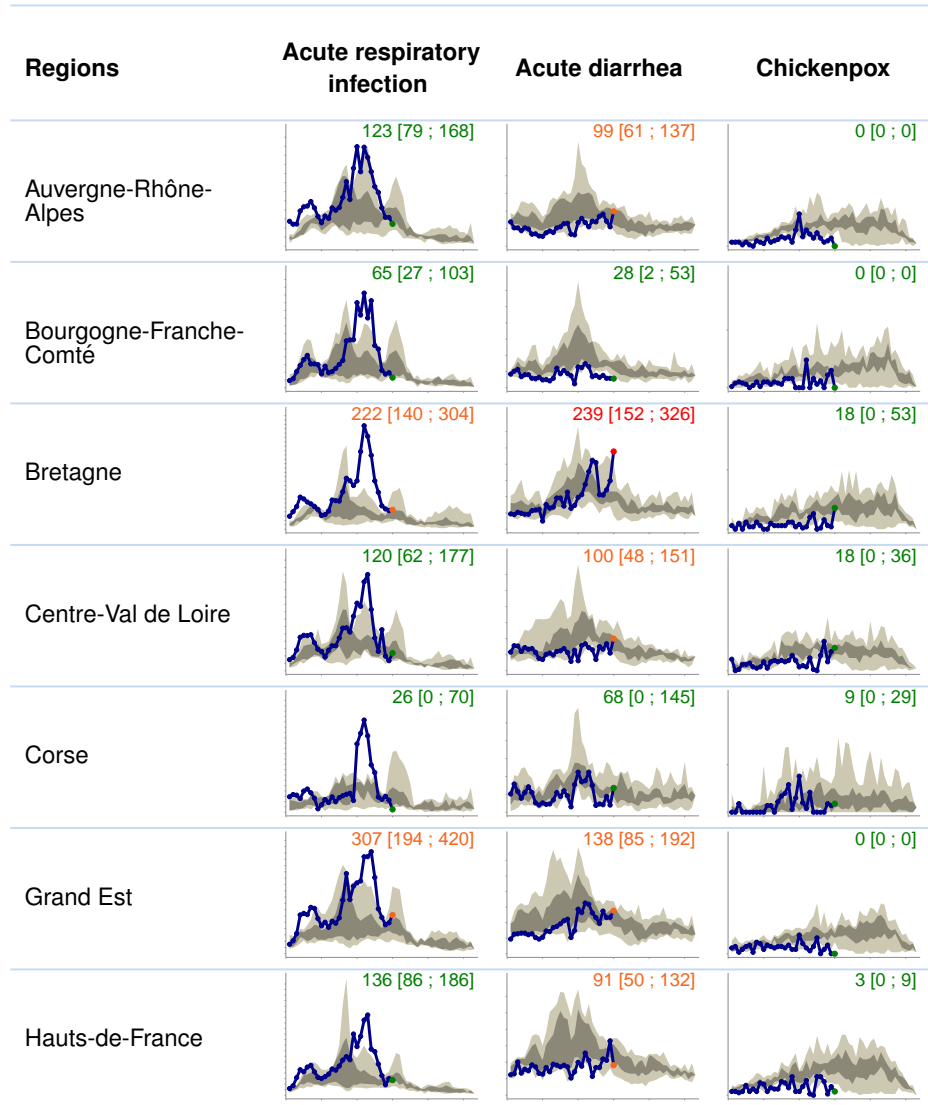 Regions
Acute respiratory
infection
Acute diarrhea
Chickenpox
123 [79 ; 168]
99 [61 ; 137]
0 [0 ; 0]
Auvergne-Rhône-
Alpes
65 [27 ; 103]
28 [2 ; 53]
0 [0 ; 0]
Bourgogne-Franche-
Comté
222 [140 ; 304]
239 [152 ; 326]
18 [0 ; 53]
Bretagne
120 [62 ; 177]
100 [48 ; 151]
18 [0 ; 36]
Centre-Val de Loire
26 [0 ; 70]
68 [0 ; 145]
9 [0 ; 29]
Corse
307 [194 ; 420]
138 [85 ; 192]
0 [0 ; 0]
Grand Est
136 [86 ; 186]
91 [50 ; 132]
3 [0 ; 9]
Hauts-de-France